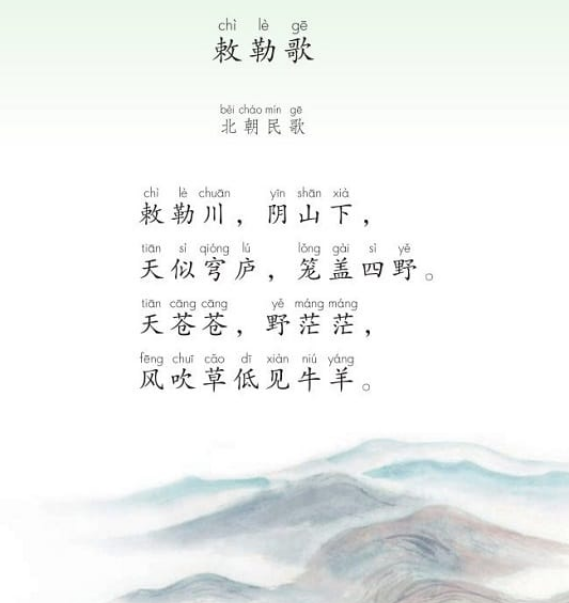 chì lè gē
敕勒歌
běi cháo mín gē
北朝民歌
chì lè chuān yīn shān xià
敕勒川，阴山下，
tiān sì qióng lú lǒng gài sì yě
天似穹庐，笼盖四野。
tiān cāng cāng yě máng máng
天苍苍，野茫茫，
fēng chuī cǎo dī xiàn niú yáng
风吹草低见牛羊。